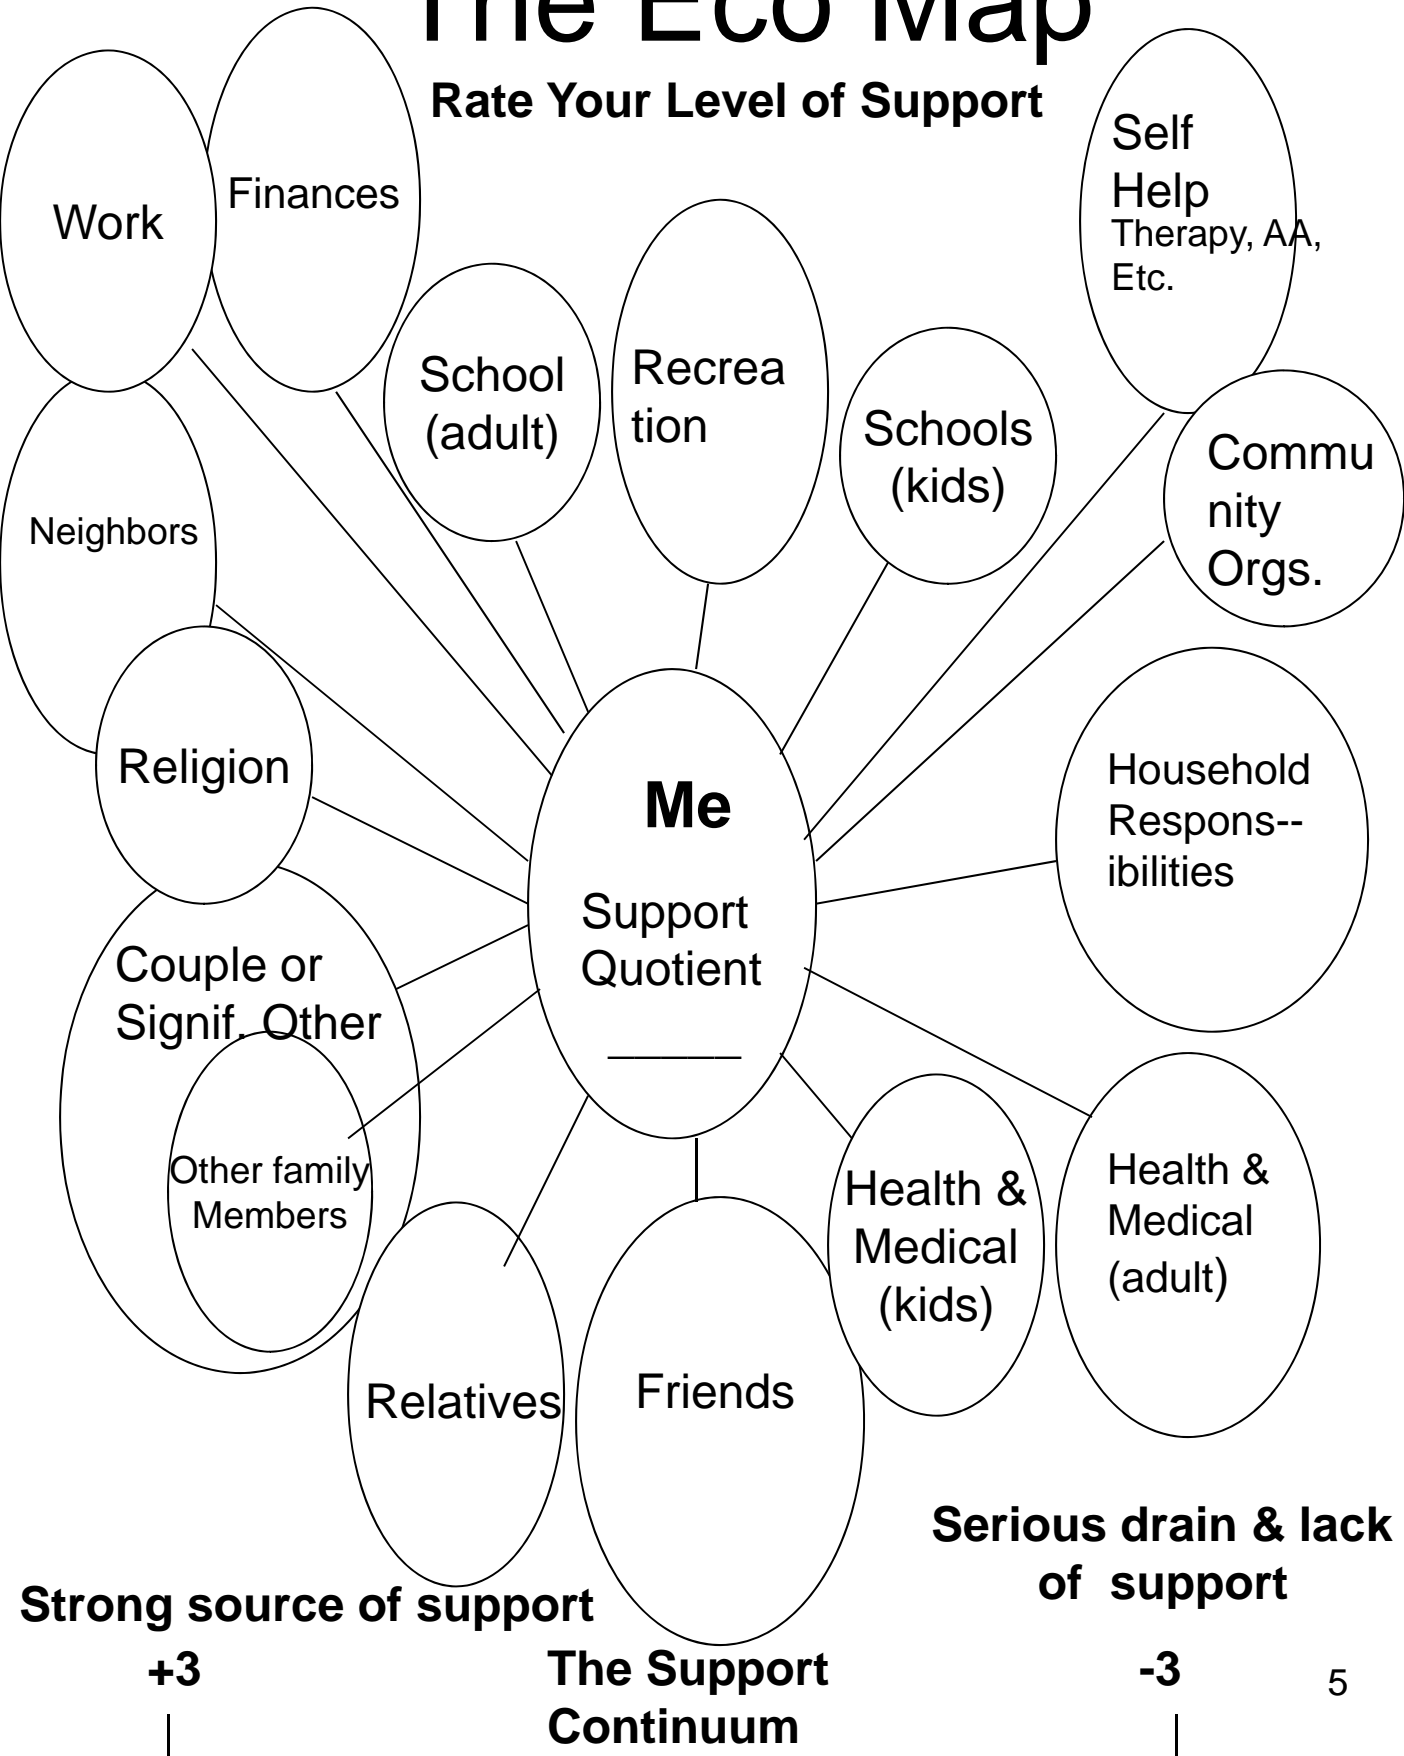 The Eco Map
Rate Your Level of Support
Work
Finances
Self
Help
Therapy, AA,
Etc.
School
(adult)
Recrea
tion
Schools
(kids)
Commu
nity
Orgs.
Neighbors
Religion
Me
Support
Quotient
_____
Household
Respons--
ibilities
Couple or
Signif. Other
Other family
Members
Health &
Medical
(kids)
Health &
Medical
(adult)
Relatives
Friends
Serious drain & lack
of support
Strong source of support
+3
The Support
Continuum
-3
5